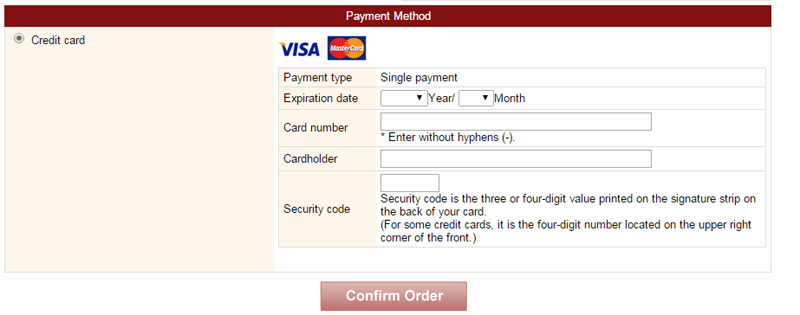 Payment Method
Credit card
VISA MasterCard
Payment type Single payment
Expiration date Year/ Month
Card number
* Enter without hyphens (-).
Cardholder
Security code
Security code is the three or four-digit value printed on the signature strip on
the back of your card.
(For some credit cards, it is the four-digit number located on the upper right
corner of the front.)
Confirm Order